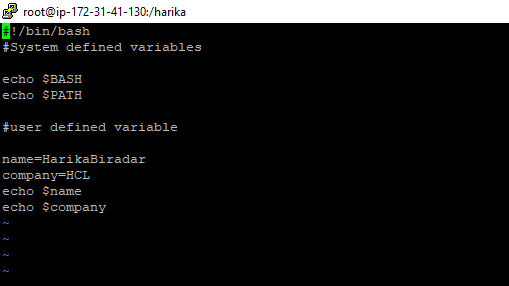 root@ip-172-31-41-130:/harika
#!/bin/bash
#System defined variables
echo $BASH
echo $PATH
#user defined variable
name=HarikaBiradar
company=HCL
echo $name
echo $company
~
~
~
~